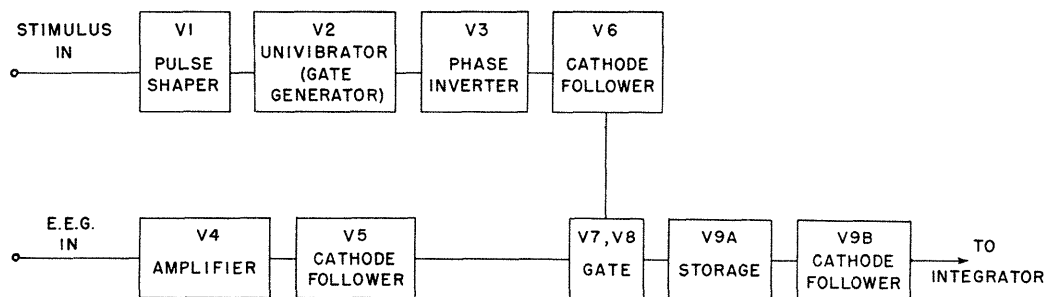 STIMULUS
IN
V1
PULSE
SHAPER
V2
UNIVIBRATOR
(GATE
GENERATOR)
V3
PHASE
INVERTER
V6
CATHODE
FOLLOWER
E.E.G.
IN
V4
AMPLIFIER
V5
CATHODE
FOLLOWER
V7, V8
GATE
V9A
STORAGE
V9B
CATHODE
FOLLOWER
TO
INTEGRATOR